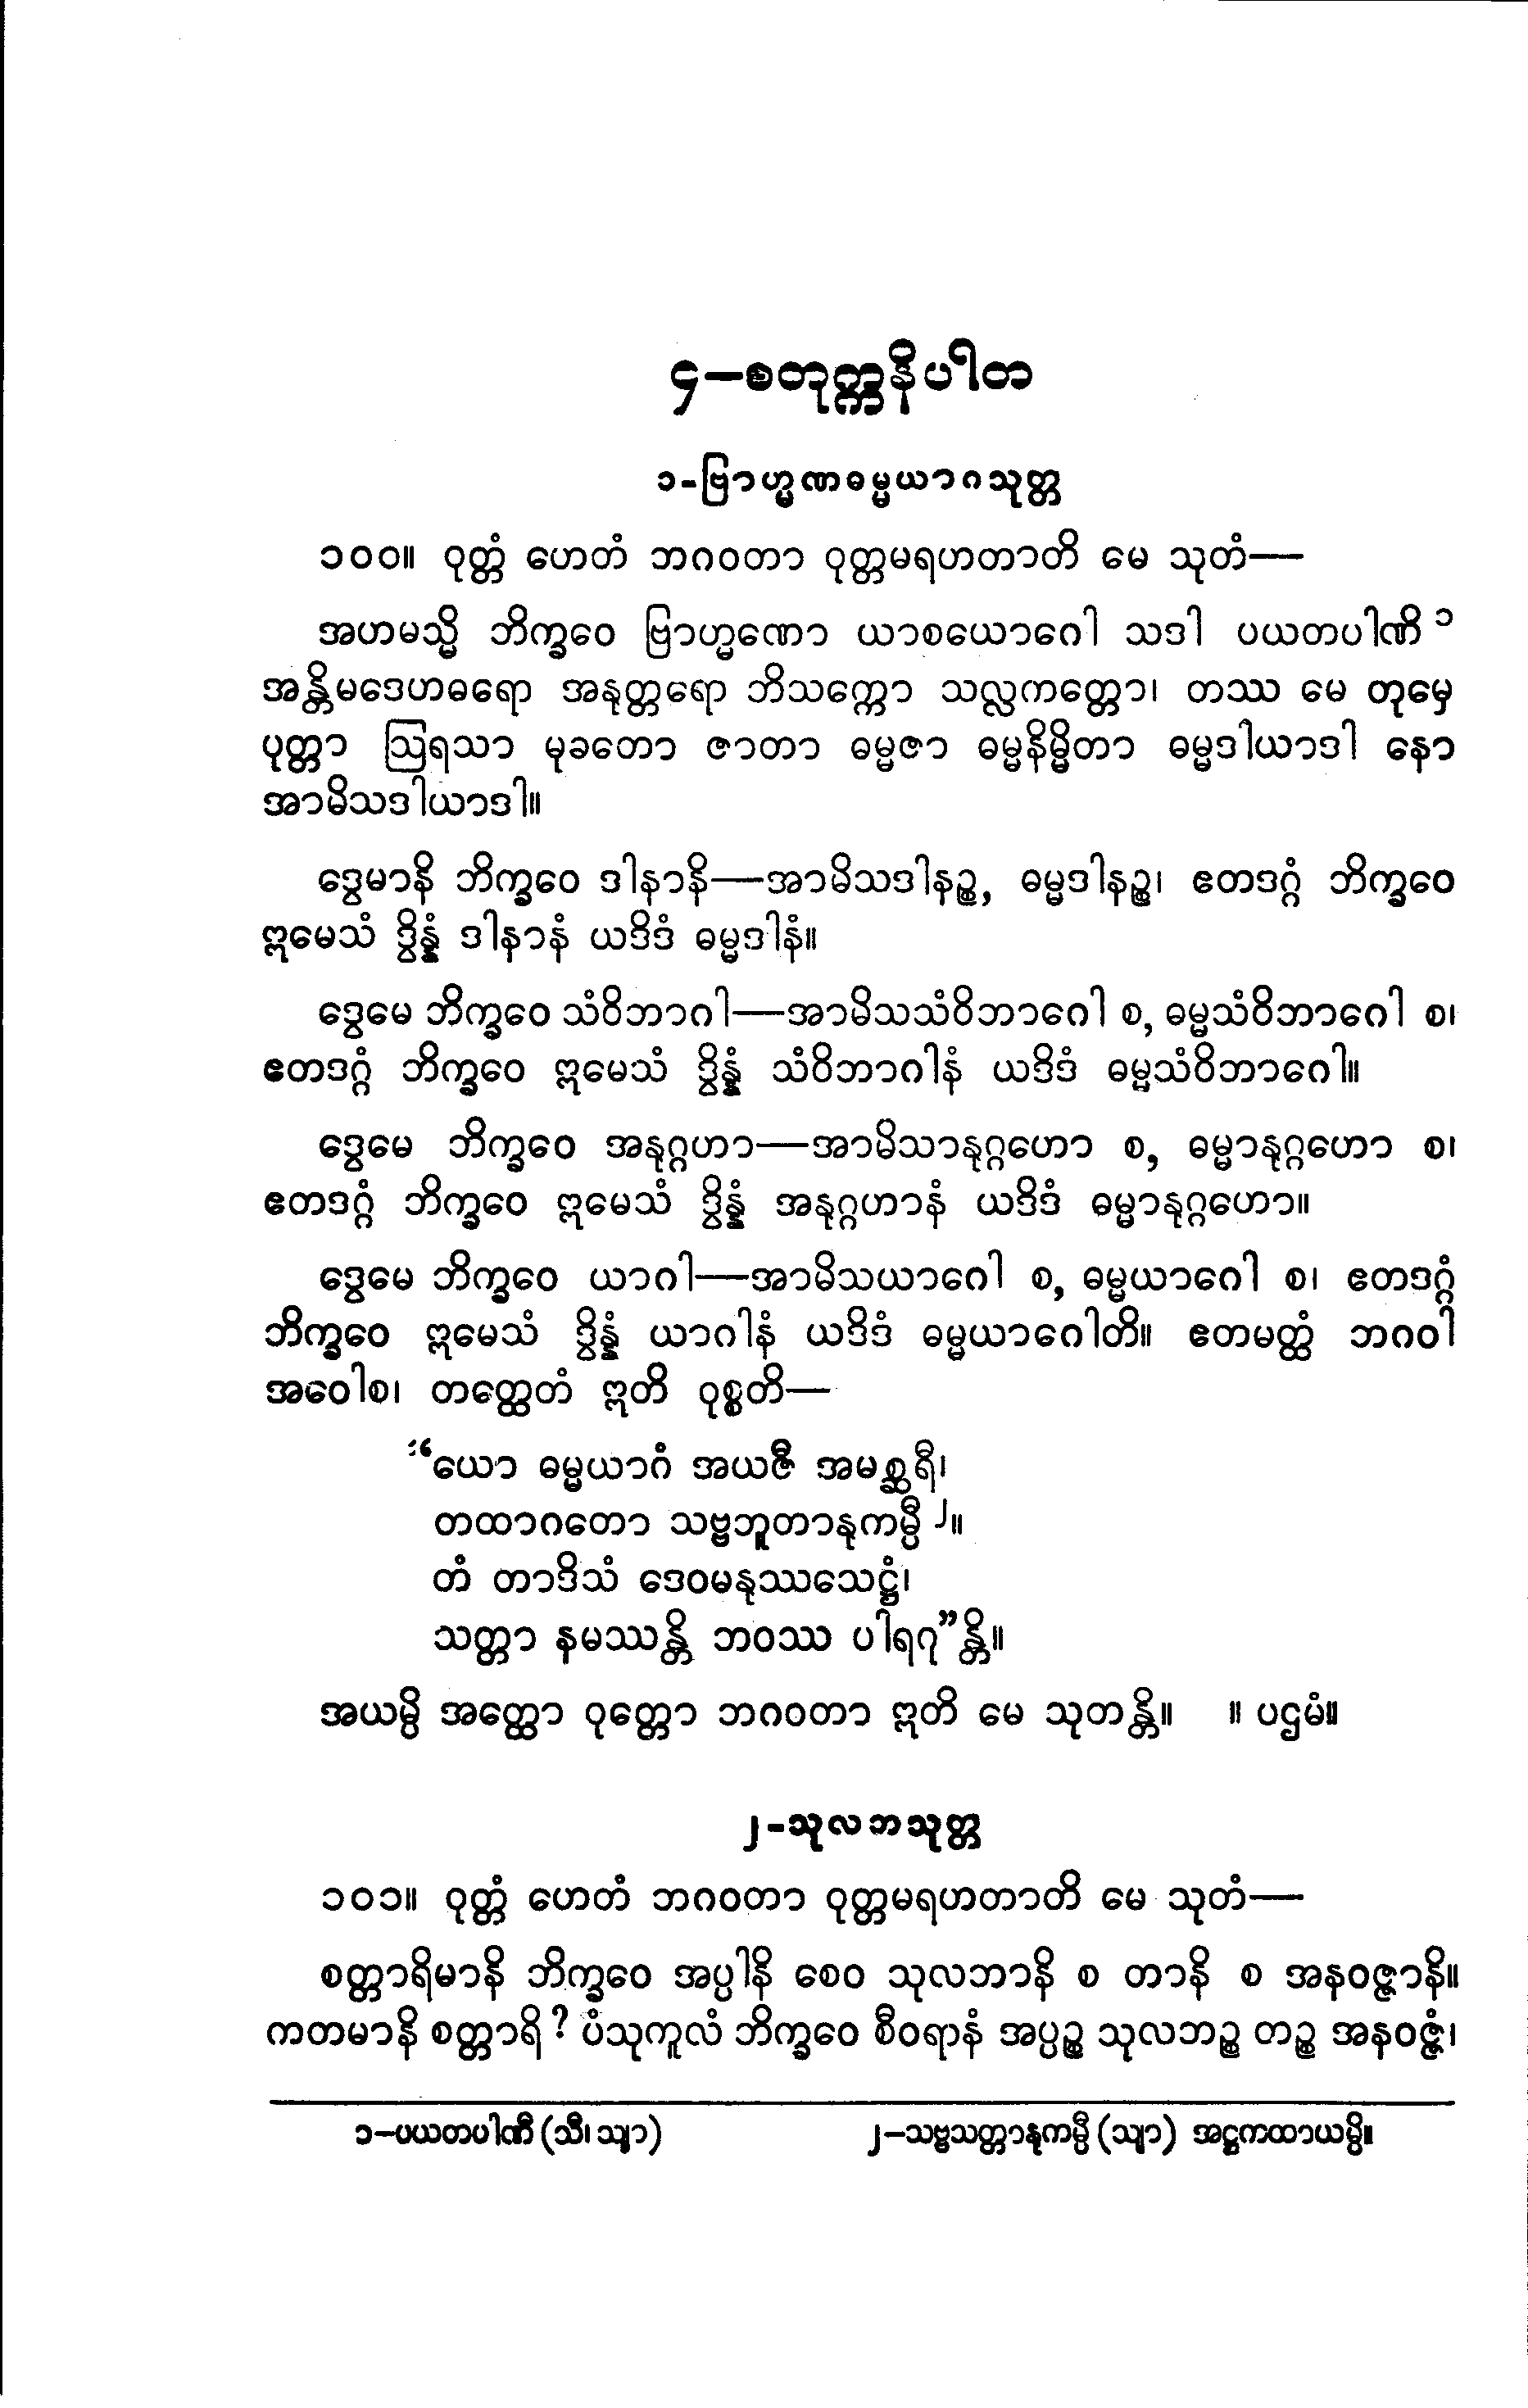 ၄–စတုက္ကနိပါတ
၁-ဗြာဟ္မဏဓမ္မယာဂသုတ္တ
၁၀၀။ ဝုတ္တံ ဟေတံ ဘဂဝတာ ဝုတ္တမရဟတာတိ မေ သုတံ—
အဟမသ္မိ ဘိက္ခဝေ ဗြာဟ္မဏော ယာစယောဂေါ သဒါ ပယတပါဏိ ၁
အန္တိမဒေဟဓရော အနုတ္တရော ဘိသက္ကော သလ္လကတ္တော၊ တဿ မေ တုမှေ
ပုတ္တာ ဩရသာ မုခတော ဇာတာ ဓမ္မဇာ ဓမ္မနိမ္မိတာ ဓမ္မဒါယာဒါ နော
အာမိသဒါယာဒါ။
ဒွေမာနိ ဘိက္ခဝေ ဒါနာနိ—အာမိသဒါနဉ္စ, ဓမ္မဒါနဉ္စ၊ ဧတဒဂ္ဂံ ဘိက္ခဝေ
ဣမေသံ ဒွိန္နံ ဒါနာနံ ယဒိဒံ ဓမ္မဒါနံ။
ဒွေမေ ဘိက္ခဝေ သံဝိဘာဂါ—အာမိသသံဝိဘာဂေါ စ, ဓမ္မသံဝိဘာဂေါ စ၊
ဧတဒဂ္ဂံ ဘိက္ခဝေ ဣမေသံ ဒွိန္နံ သံဝိဘာဂါနံ ယဒိဒံ ဓမ္မသံဝိဘာဂေါ။
ဒွေမေ ဘိက္ခဝေ အနုဂ္ဂဟာ—အာမိသာနုဂ္ဂဟော စ, ဓမ္မာနုဂ္ဂဟော စ၊
ဧတဒဂ္ဂံ ဘိက္ခဝေ ဣမေသံ ဒွိန္နံ အနုဂ္ဂဟာနံ ယဒိဒံ ဓမ္မာနုဂ္ဂဟော။
ဒွေမေ ဘိက္ခဝေ ယာဂါ—အာမိသယာဂေါ စ, ဓမ္မယာဂေါ စ၊ ဧတဒဂ္ဂံ
ဘိက္ခဝေ ဣမေသံ ဒွိန္နံ ယာဂါနံ ယဒိဒံ ဓမ္မယာဂေါတိ။ ဧတမတ္ထံ ဘဂဝါ
အဝေါစ၊ တတ္ထေတံ ဣတိ ဝုစ္စတိ—
“ယော ဓမ္မယာဂံ အယဇီ အမစ္ဆရီ၊
တထာဂတော သဗ္ဗဘူတာနုကမ္ပီ ၂။
တံ တာဒိသံ ဒေဝမနုဿသေဋ္ဌံ၊
သတ္တာ နမဿန္တိ ဘဝဿ ပါရဂု”န္တိ။
အယမ္ပိ အတ္ထော ဝုတ္တော ဘဂဝတာ ဣတိ မေ သုတန္တိ။ ။ ပဌမံ။
၂-သုလဘသုတ္တ
၁၀၁။ ဝုတ္တံ ဟေတံ ဘဂဝတာ ဝုတ္တမရဟတာတိ မေ သုတံ—
စတ္တာရိမာနိ ဘိက္ခဝေ အပ္ပါနိ စေဝ သုလဘာနိ စ တာနိ စ အနဝဇ္ဇာနိ။
ကတမာနိ စတ္တာရိ? ပံသုကူလံ ဘိက္ခဝေ စီဝရာနံ အပ္ပဉ္စ သုလဘဉ္စ တဉ္စ အနဝဇ္ဇံ၊
၁–ပယတပါဏီ (သီ၊ သျာ) ၂–သဗ္ဗသတ္တာနုကမ္ပီ (သျာ) အဋ္ဌကထာယမ္ပိ။